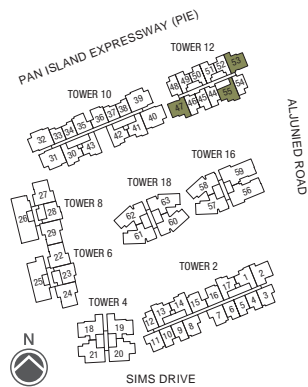 PAN ISLAND EXPRESSWAY (PIE)
TOWER 12
48 49 50 51 52 53
47 46 45 44 55 54
TOWER 10
32 33 34 35 36 37 38 39
31 30 43 42 41 40
ALJUNIED ROAD
TOWER 16
58 59
57 56
TOWER 18
62 63
61 60
TOWER 8
27
26 28
29
TOWER 6
22
25 23
24
TOWER 2
12 13 14 15 16 17 1 2
11 10 9 8 7 6 5 4 3
TOWER 4
18 19
21 20
N
SIMS DRIVE